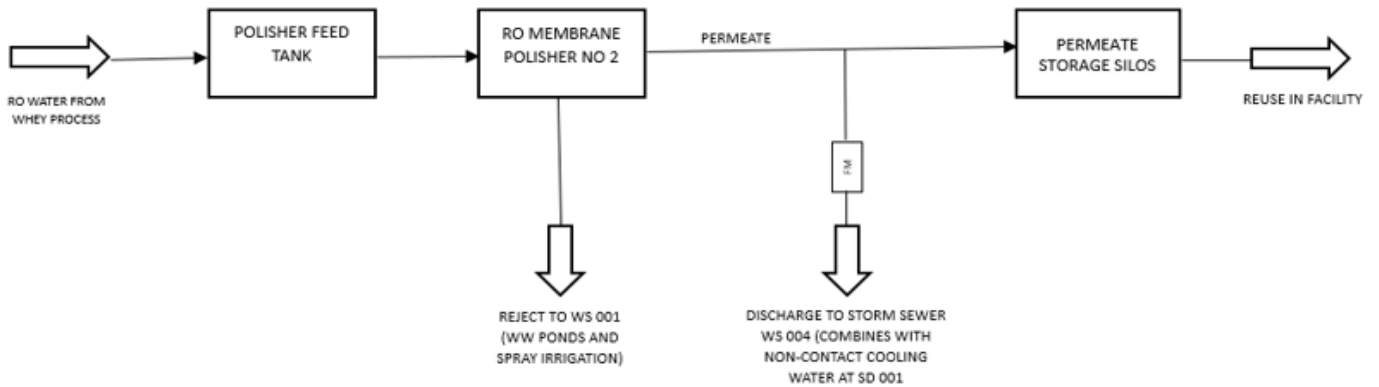 POLISHER FEED
TANK
RO MEMBRANE
POLISHER NO 2
PERMEATE
PERMEATE
STORAGE SILOS
RO WATER FROM
WHEY PROCESS
REUSE IN FACILITY
FM
REJECT TO WS 001
(WW PONDS AND
SPRAY IRRIGATION)
DISCHARGE TO STORM SEWER
WS 004 (COMBINES WITH
NON-CONTACT COOLING
WATER AT SD 001